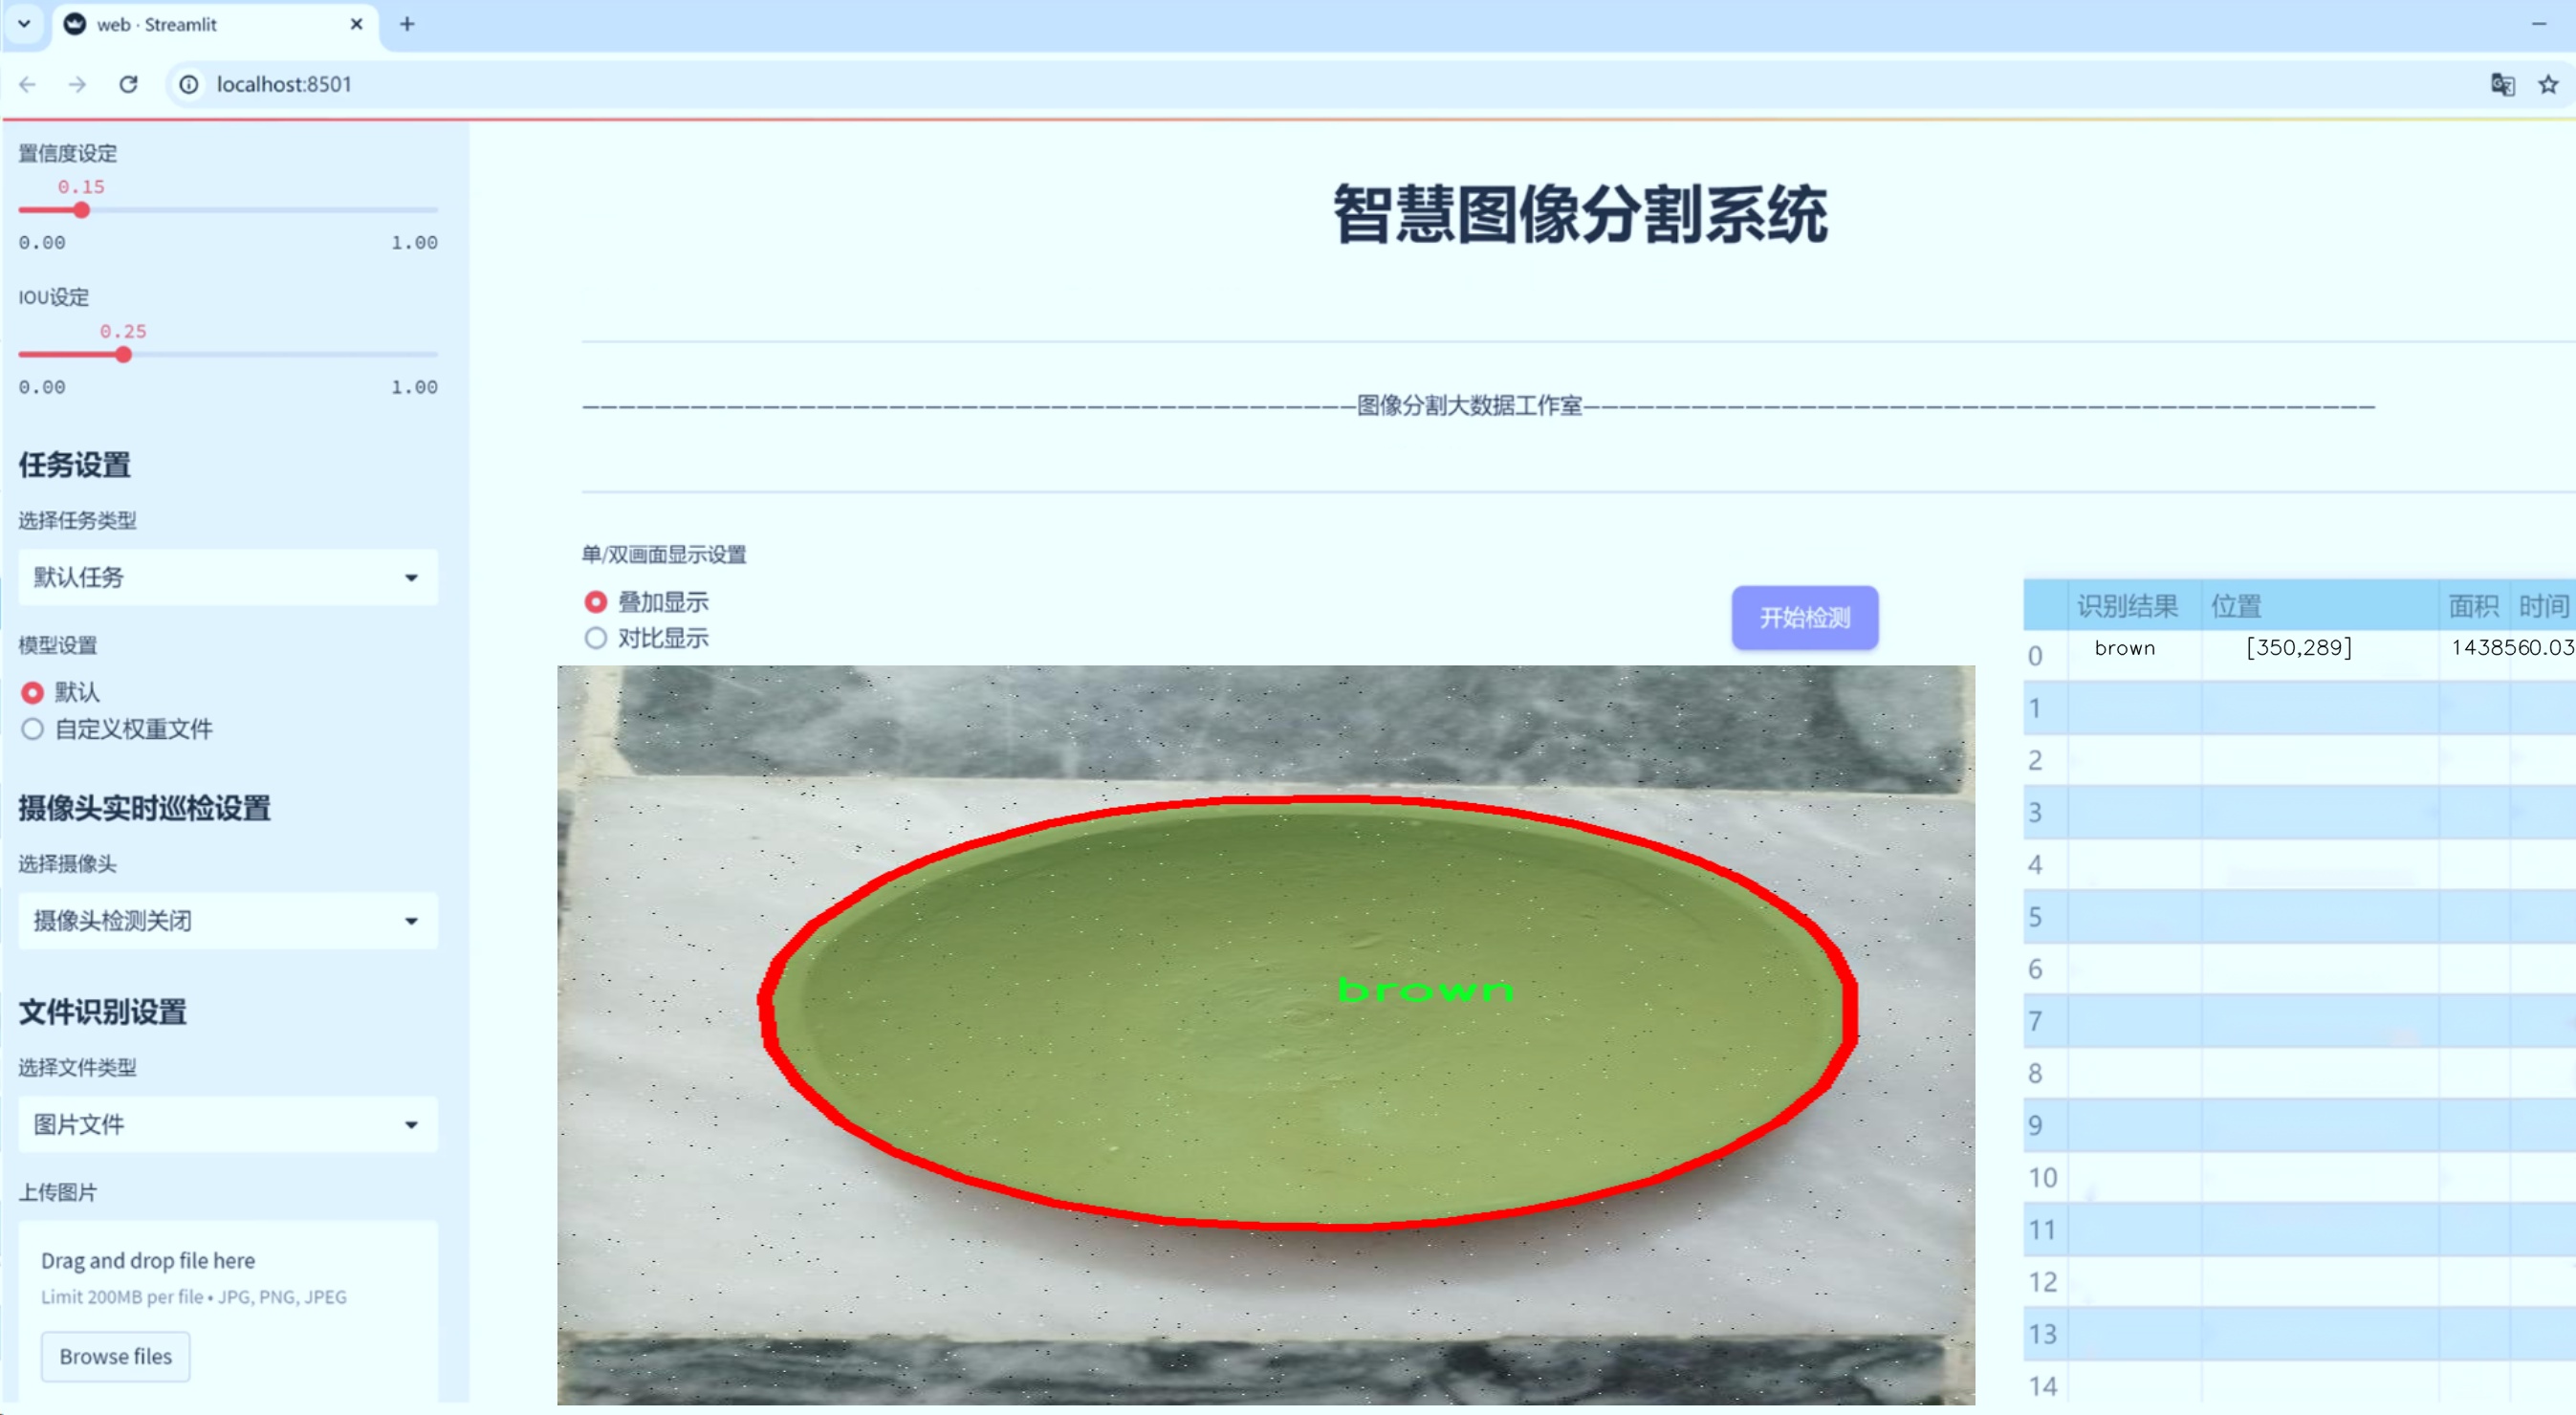 web · Streamlit
localhost:8501
置信度设定
0.15
0.00 1.00
IOU设定
0.25
0.00 1.00
任务设置
选择任务类型
默认任务
模型设置
默认
自定义权重文件
摄像头实时巡检设置
选择摄像头
摄像头检测关闭
文件识别设置
选择文件类型
图片文件
上传图片
Drag and drop file here
Limit 200MB per file • JPG, PNG, JPEG
Browse files
智慧图像分割系统
图像分割大数据工作室
单/双画面显示设置
叠加显示
对比显示
开始检测
brown
识别结果 位置 面积 时间
0 brown [350,289] 1438560.03
1
2
3
4
5
6
7
8
9
10
11
12
13
14